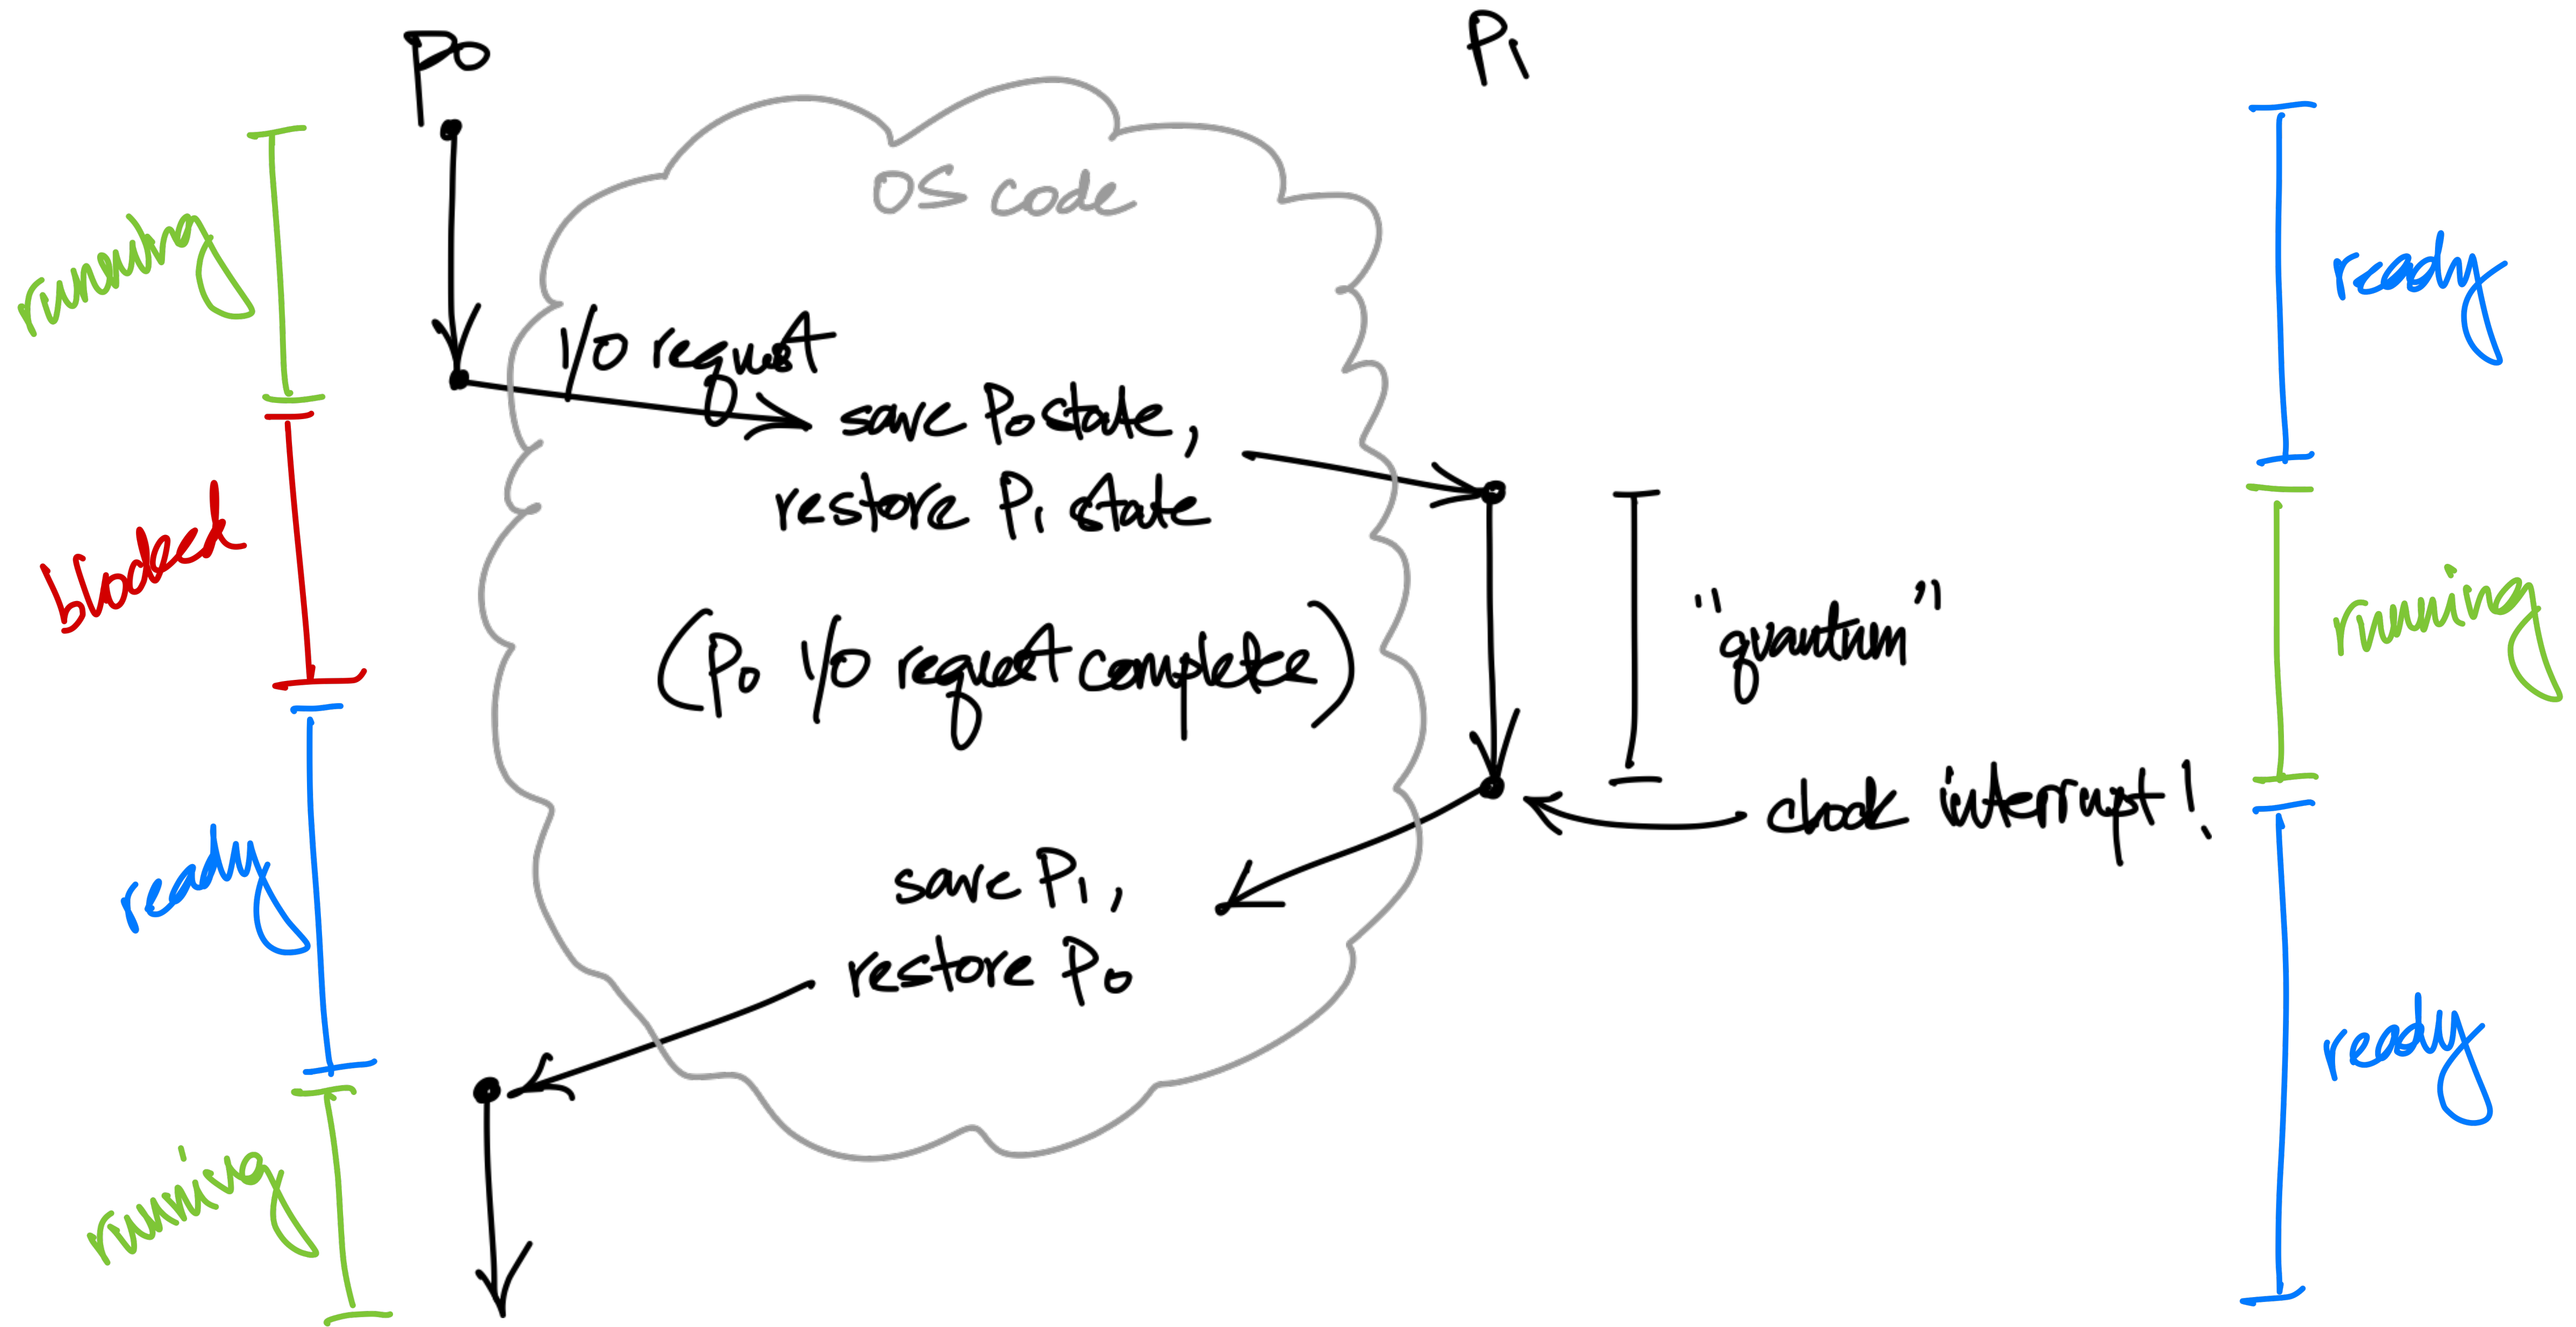 P0
P1
OS code
running
ready
I/O request
save P0 state,
restore P1 state
blocked
(P0 I/O request complete)
"quantum"
running
clock interrupt!
ready
save P1,
restore P0
ready
running